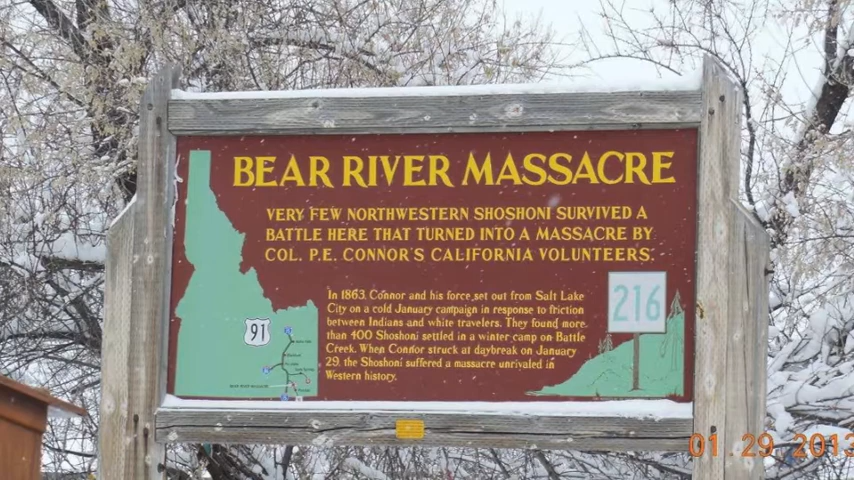 BEAR RIVER MASSACRE
VERY FEW NORTHWESTERN SHOSHONI SURVIVED A
BATTLE HERE THAT TURNED INTO A MASSACRE BY
COL. P.E. CONNOR'S CALIFORNIA VOLUNTEERS.
In 1863, Connor and his force set out from Salt Lake
City on a cold January campaign in response to friction
between Indians and white travelers. They found more
than 400 Shoshoni settled in a winter camp on Battle
Creek. When Connor struck at daybreak on January
29, the Shoshoni suffered a massacre unrivaled in
Western history.
216
91
BEAR RIVER MASSACRE
01.29.2013